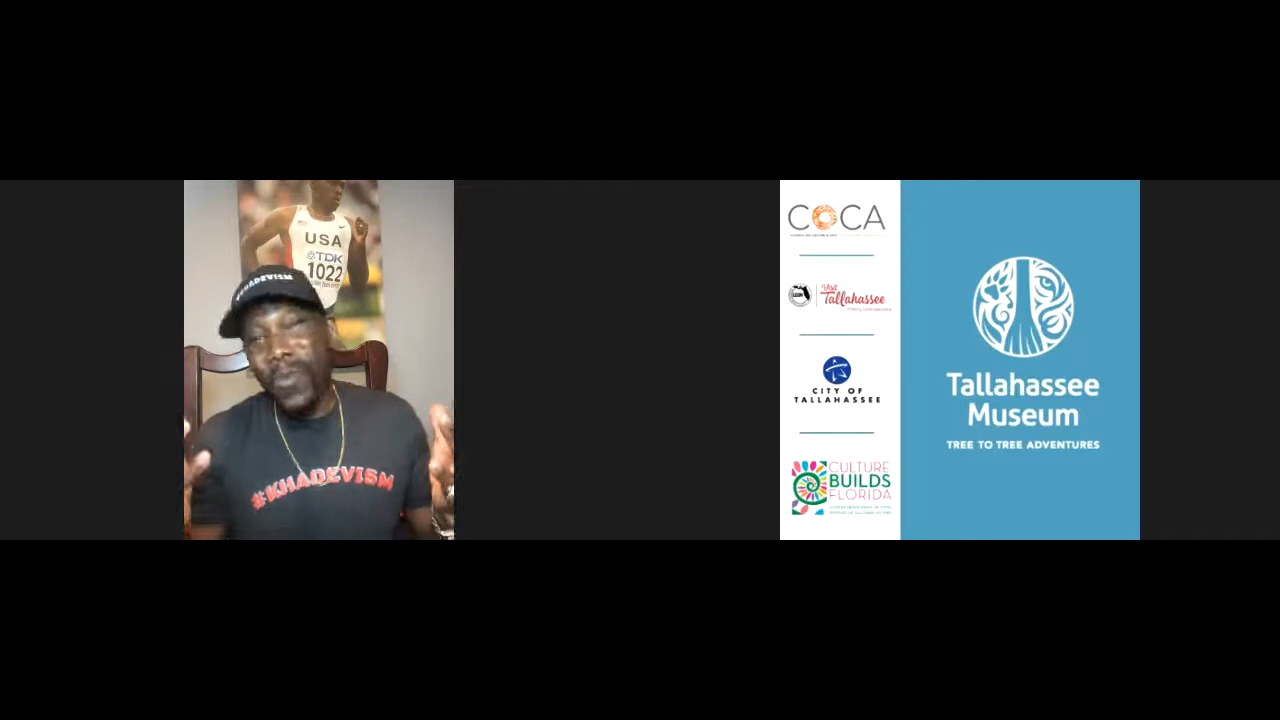 USA
TDK
1022
#KHADEVISM
#KHADEVISM
COCA
LEON
Visit
Tallahassee
CITY OF
TALLAHASSEE
CULTURE
BUILDS
FLORIDA
Tallahassee
Museum
TREE TO TREE ADVENTURES